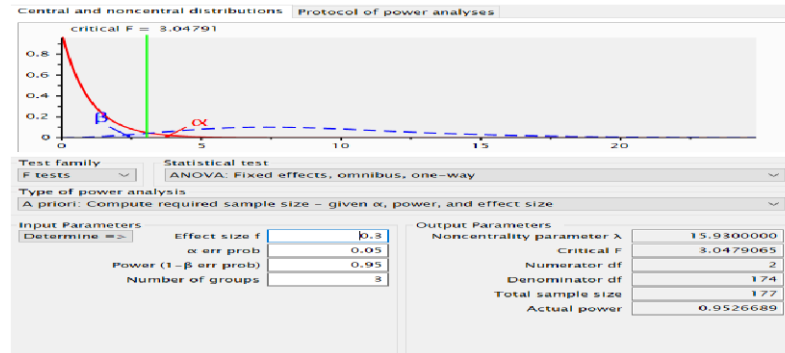 Central and noncentral distributions Protocol of power analyses
critical F = 3.04791
0.8
0.6
0.4
0.2
0
β
α
0 5 10 15 20
Test family Statistical test
F tests ANOVA: Fixed effects, omnibus, one-way
Type of power analysis
A priori: Compute required sample size – given α, power, and effect size
Input Parameters Output Parameters
Determine => Effect size f 0.3 Noncentrality parameter λ 15.9300000
α err prob 0.05 Critical F 3.0479065
Power (1-β err prob) 0.95 Numerator df 2
Number of groups 3 Denominator df 174
Total sample size 177
Actual power 0.9526689